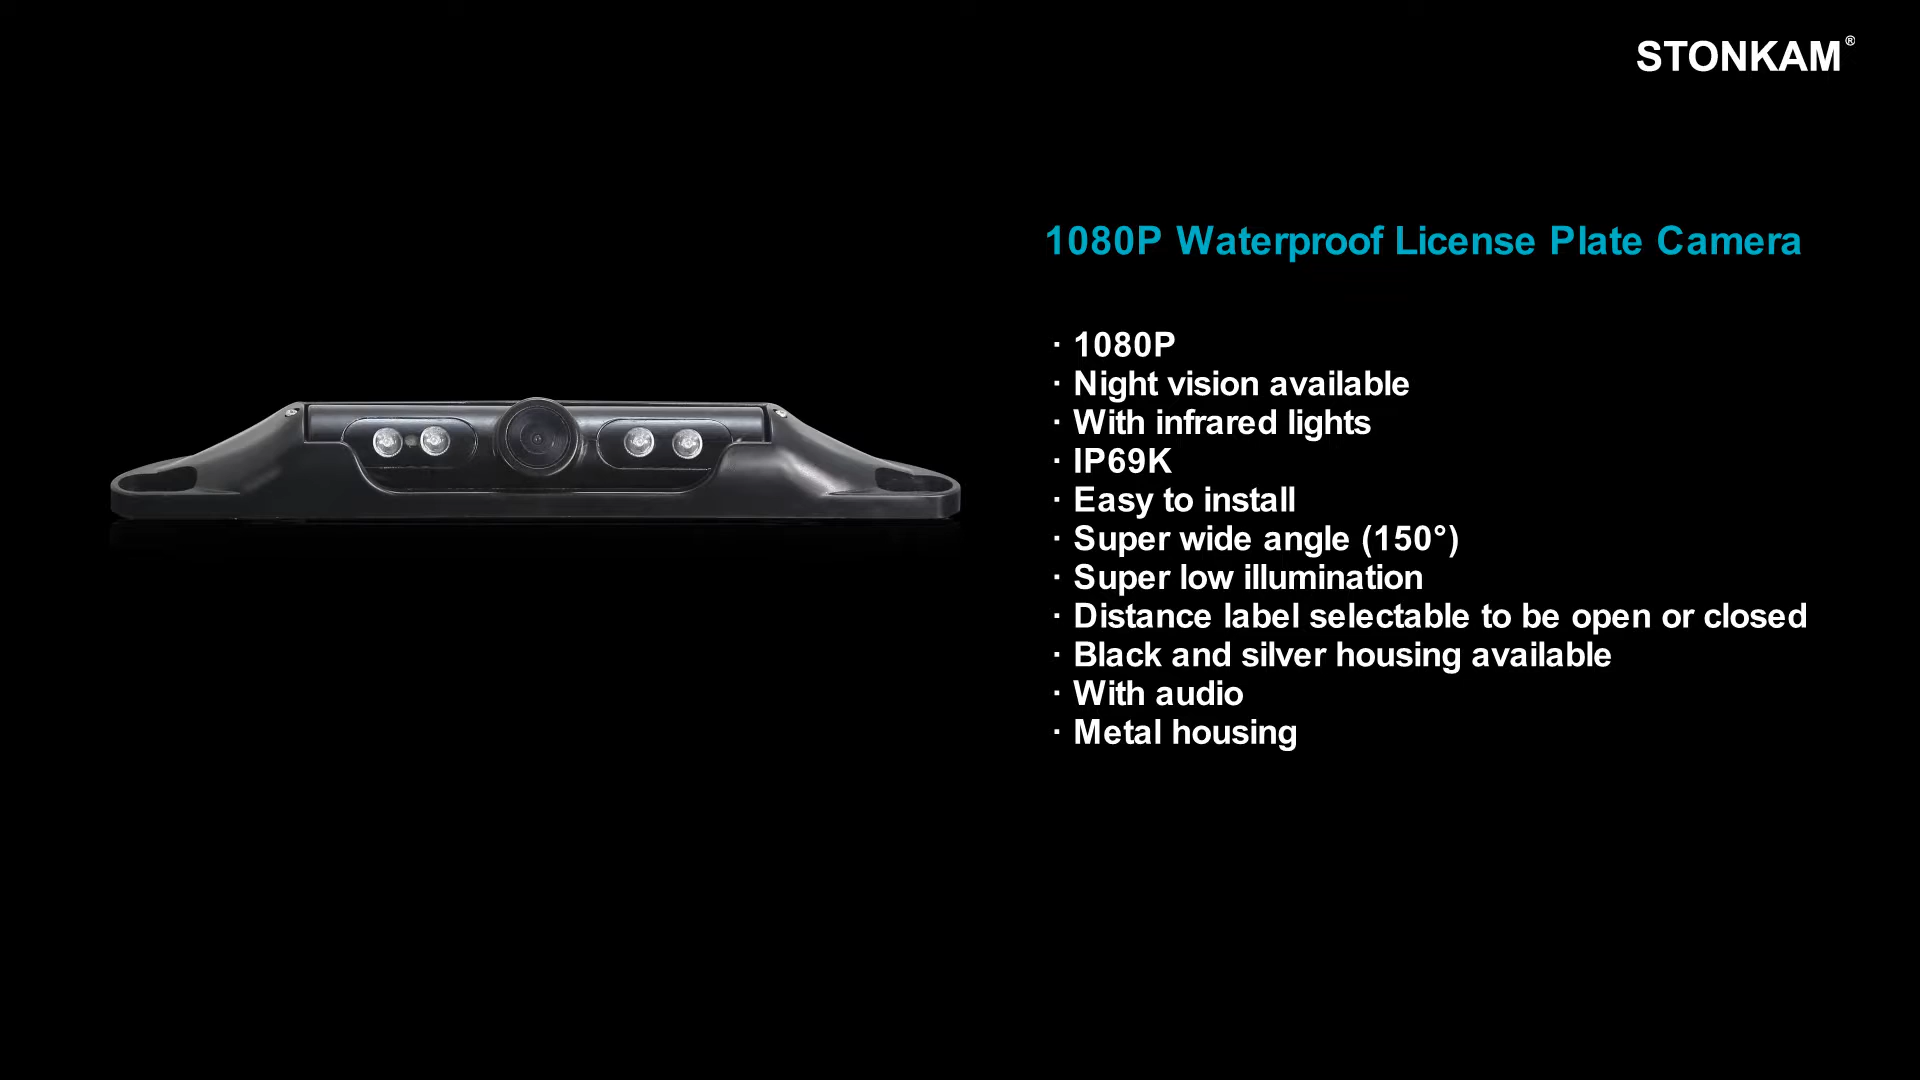 STONKAM®
1080P Waterproof License Plate Camera
· 1080P
· Night vision available
· With infrared lights
· IP69K
· Easy to install
· Super wide angle (150°)
· Super low illumination
· Distance label selectable to be open or closed
· Black and silver housing available
· With audio
· Metal housing